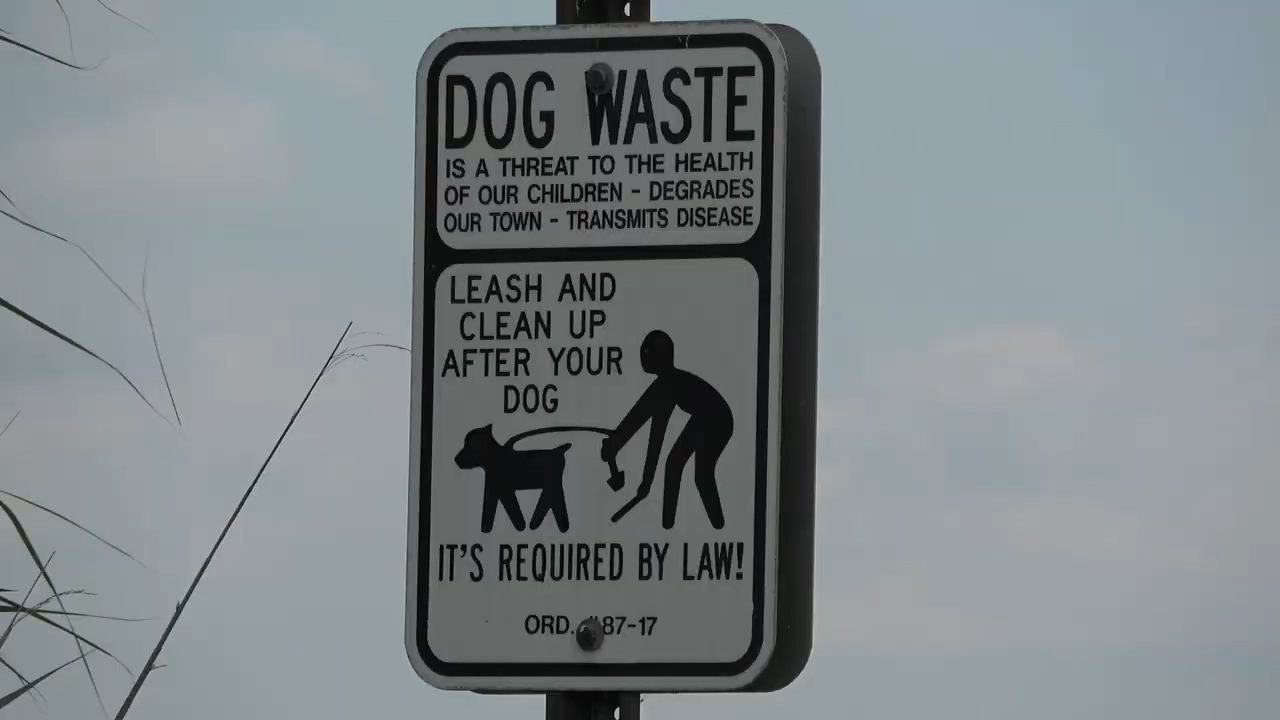 DOG WASTE
IS A THREAT TO THE HEALTH
OF OUR CHILDREN - DEGRADES
OUR TOWN - TRANSMITS DISEASE
LEASH AND
CLEAN UP
AFTER YOUR
DOG
IT'S REQUIRED BY LAW!
ORD. #87-17